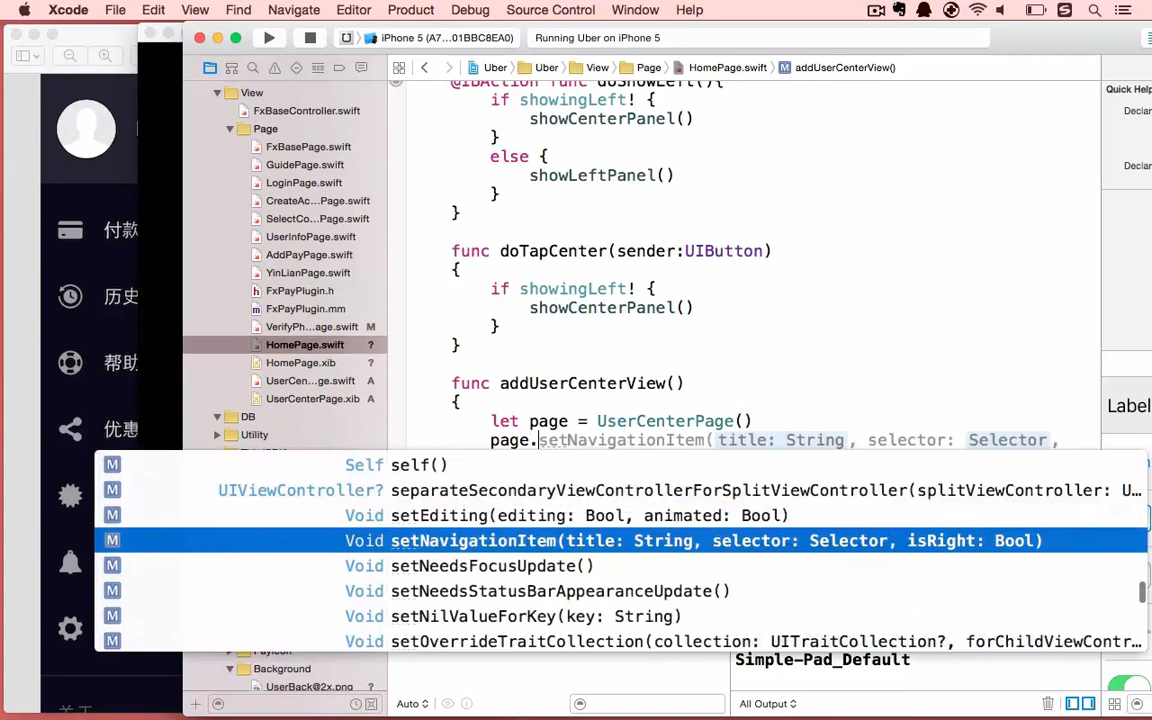 Xcode File Edit View Find Navigate Editor Product Debug Source Control Window Help
iPhone 5 (A7...01BBC8EA0) Running Uber on iPhone 5
Uber Uber View Page HomePage.swift addUserCenterView()
View
FxBaseController.swift
Page
FxBasePage.swift
GuidePage.swift
LoginPage.swift
CreateAc...Page.swift
SelectCo...Page.swift
UserInfoPage.swift
AddPayPage.swift
YinLianPage.swift
FxPayPlugin.h
FxPayPlugin.mm
VerifyPh...age.swift M
HomePage.swift ?
HomePage.xib ?
UserCen...ge.swift A
UserCenterPage.xib A
DB
Utility
Background
UserBack@2x.png ?
付款
历史
帮助
优惠
@IBAction func doShowLeft(){
if showingLeft! {
showCenterPanel()
}
else {
showLeftPanel()
}
}
func doTapCenter(sender:UIButton)
{
if showingLeft! {
showCenterPanel()
}
}
func addUserCenterView()
{
let page = UserCenterPage()
page.setNavigationItem(title: String, selector: Selector,
M Self self()
M UIViewController? separateSecondaryViewControllerForSplitViewController(splitViewController: U...
M Void setEditing(editing: Bool, animated: Bool)
M Void setNavigationItem(title: String, selector: Selector, isRight: Bool)
M Void setNeedsFocusUpdate()
M Void setNeedsStatusBarAppearanceUpdate()
M Void setNilValueForKey(key: String)
M Void setOverrideTraitCollection(collection: UITraitCollection?, forChildViewContr...
Simple-Pad_Default
Auto
All Output
Quick Help
Declar
Declar
Label